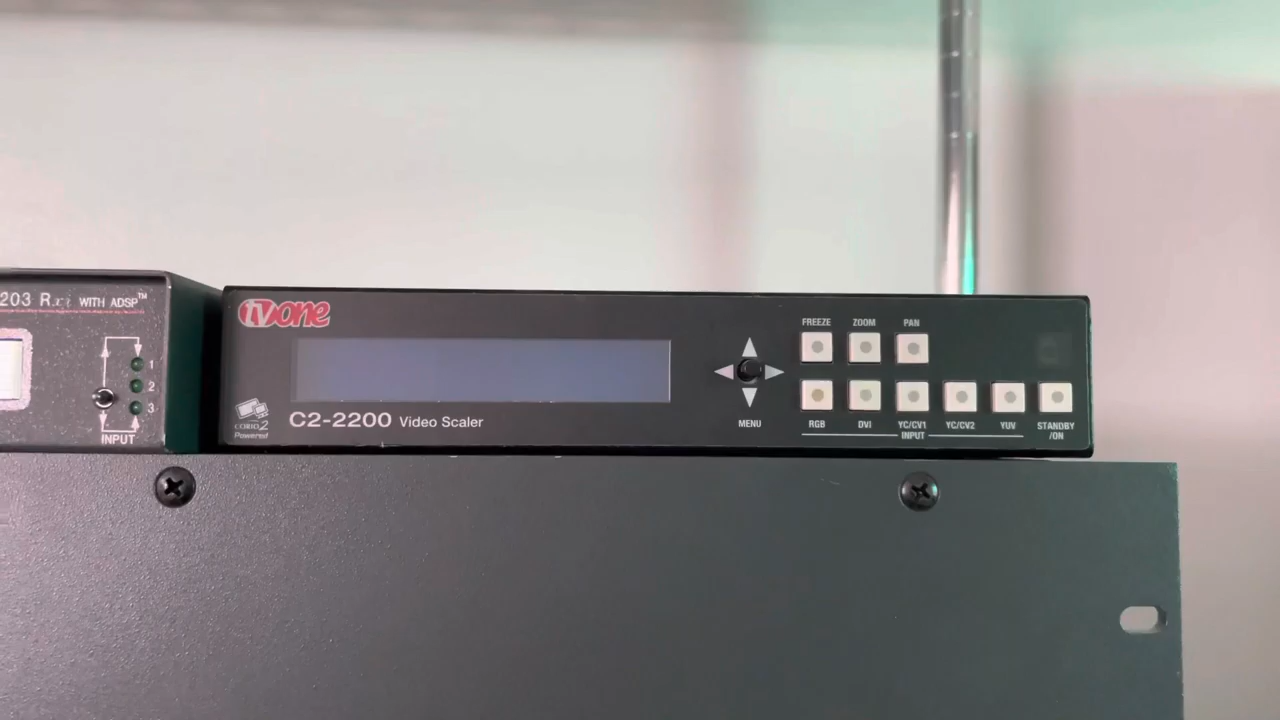 203 Rxi WITH ADSP™
1
2
3
INPUT
tvone
CORIO2
Powered
C2-2200 Video Scaler
MENU
FREEZE ZOOM PAN
RGB DVI YC/CV1 YC/CV2 YUV STANDBY
/ON
INPUT